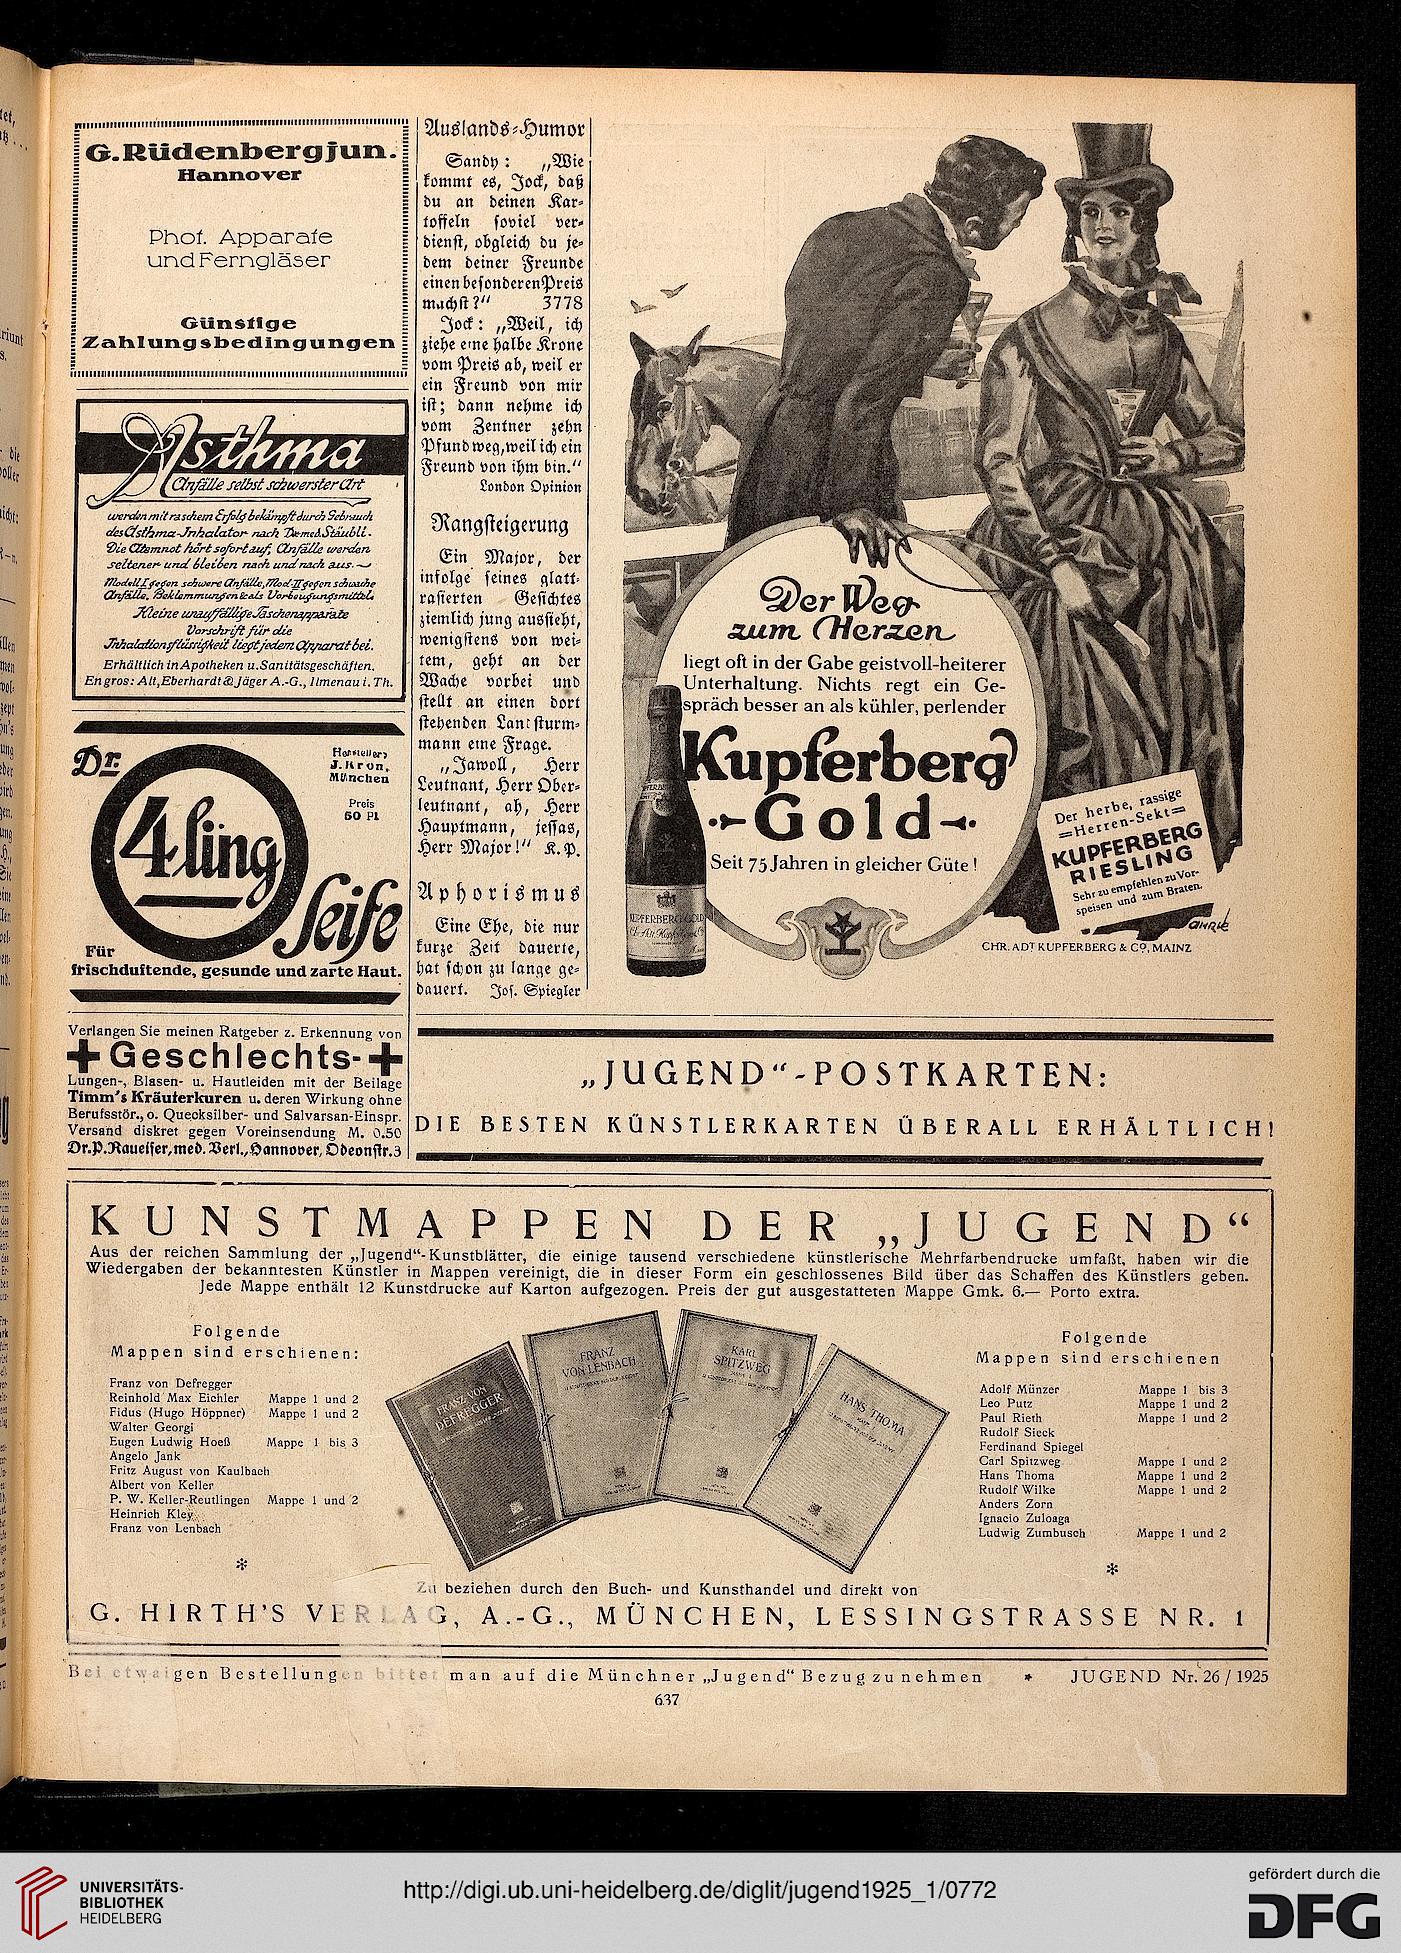 G.Rüdenbergjun.
Hannover
Phot. Apparate
und Ferngläser
Günstige
Zahlungsbedingungen
Asthma
Anfälle selbst schwerster Art
werden mit raschem Erfolg bekämpft durch Gebrauch
des Asthma-Inhalator nach Dr. med. Stäubli.
Die Atemnot hört sofort auf, Anfälle werden
seltener und bleiben nach und nach aus.
Modell I gegen schwere Anfälle, Mod. II gegen schwache
Anfälle, Beklemmungen & als Vorbeugungsmittel.
Kleine unauffällige Taschenapparate
Vorschrift für die
Inhalationsflüssigkeit liegt jedem Apparat bei.
Erhältlich in Apotheken u. Sanitätsgeschäften.
En gros: Alt, Eberhardt & Jäger A.-G., Ilmenau i. Th.
Dr.
4ling
Seife
Hersteller:
J. Kron,
München
Preis
60 Pf.
Für
frischduftende, gesunde und zarte Haut.
Verlangen Sie meinen Ratgeber z. Erkennung von
Geschlechts-
Lungen-, Blasen- u. Hautleiden mit der Beilage
Timm's Kräuterkuren u. deren Wirkung ohne
Berufsstör., o. Quecksilber- und Salvarsan-Einspr.
Versand diskret gegen Voreinsendung M. 0.50
Dr. P. Raueiser, med. Verl., Hannover, Odeonstr. 3
Auslands-Humor
Sandy: „Wie
kommt es, Jock, daß
du an deinen Kar-
toffeln soviel ver-
dienst, obgleich du je-
dem deiner Freunde
einen besonderen Preis
machst?“ 3778
Jock: „Weil, ich
ziehe eine halbe Krone
vom Preis ab, weil er
ein Freund von mir
ist; dann nehme ich
vom Zentner zehn
Pfund weg, weil ich ein
Freund von ihm bin.“
London Opinion
Rangsteigerung
Ein Major, der
infolge seines glatt-
rasierten Gesichtes
ziemlich jung aussieht,
wenigstens von wei-
tem, geht an der
Wache vorbei und
stellt an einen dort
stehenden Landsturm-
mann eine Frage.
„Jawoll, Herr
Leutnant, Herr Ober-
leutnant, ah, Herr
Hauptmann, jessas,
Herr Major!“ K. P.
Aphorismus
Eine Ehe, die nur
kurze Zeit dauerte,
hat schon zu lange ge-
dauert. Jos. Spiegler
Der Weg
zum Herzen
liegt oft in der Gabe geistvoll-heiterer
Unterhaltung. Nichts regt ein Ge-
spräch besser an als kühler, perlender
Kupferberg
Gold
Seit 75 Jahren in gleicher Güte!
KUPFERBERG GOLD
Der herbe, rassige
=Herren-Sekt=
KUPFERBERG
RIESLING
Sehr zu empfehlen zu Vor-
speisen und zum Braten.
CHR. ADT KUPFERBERG & CO, MAINZ
„JUGEND“-POSTKARTEN:
DIE BESTEN KÜNSTLERKARTEN ÜBERALL ERHÄLTLICH!
KUNSTMAPPEN DER „JUGEND“
Aus der reichen Sammlung der „Jugend“-Kunstblätter, die einige tausend verschiedene künstlerische Mehrfarbendrucke umfaßt, haben wir die
Wiedergaben der bekanntesten Künstler in Mappen vereinigt, die in dieser Form ein geschlossenes Bild über das Schaffen des Künstlers geben.
Jede Mappe enthält 12 Kunstdrucke auf Karton aufgezogen. Preis der gut ausgestatteten Mappe Gmk. 6.— Porto extra.
Folgende
Mappen sind erschienen:
Franz von Defregger
Reinhold Max Eichler Mappe 1 und 2
Fidus (Hugo Höppner) Mappe 1 und 2
Walter Georgi
Eugen Ludwig Hoeß Mappe 1 bis 3
Angelo Jank
Fritz August von Kaulbach
Albert von Keller
P. W. Keller-Reutlingen Mappe 1 und 2
Heinrich Kley
Franz von Lenbach
*
FRANZ VON
DEFREGGER
FRANZ
VON LENBACH
KARL
SPITZWEG
HANS THOMA
Folgende
Mappen sind erschienen
Adolf Münzer Mappe 1 bis 3
Leo Putz Mappe 1 und 2
Paul Rieth Mappe 1 und 2
Rudolf Sieck
Ferdinand Spiegel
Carl Spitzweg Mappe 1 und 2
Hans Thoma Mappe 1 und 2
Rudolf Wilke Mappe 1 und 2
Anders Zorn
Ignacio Zuloaga
Ludwig Zumbusch Mappe 1 und 2
*
Zu beziehen durch den Buch- und Kunsthandel und direkt von
G. HIRTH'S VERLAG, A.-G., MÜNCHEN, LESSINGSTRASSE NR. 1
Bei etwaigen Bestellungen bittet man auf die Münchner „Jugend“ Bezug zu nehmen * JUGEND Nr. 26 / 1925
637
UNIVERSITÄTS-
BIBLIOTHEK
HEIDELBERG
http://digi.ub.uni-heidelberg.de/diglit/jugend1925_1/0772
gefördert durch die
DFG